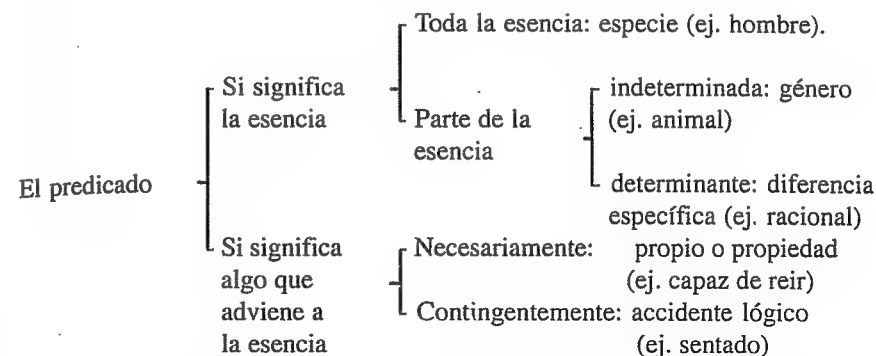 El predicado
Si significa
la esencia
Toda la esencia: especie (ej. hombre).
Parte de la
esencia
indeterminada: género
(ej. animal)
determinante: diferencia
específica (ej. racional)
Si significa
algo que
adviene a
la esencia
Necesariamente: propio o propiedad
(ej. capaz de reir)
Contingentemente: accidente lógico
(ej. sentado)